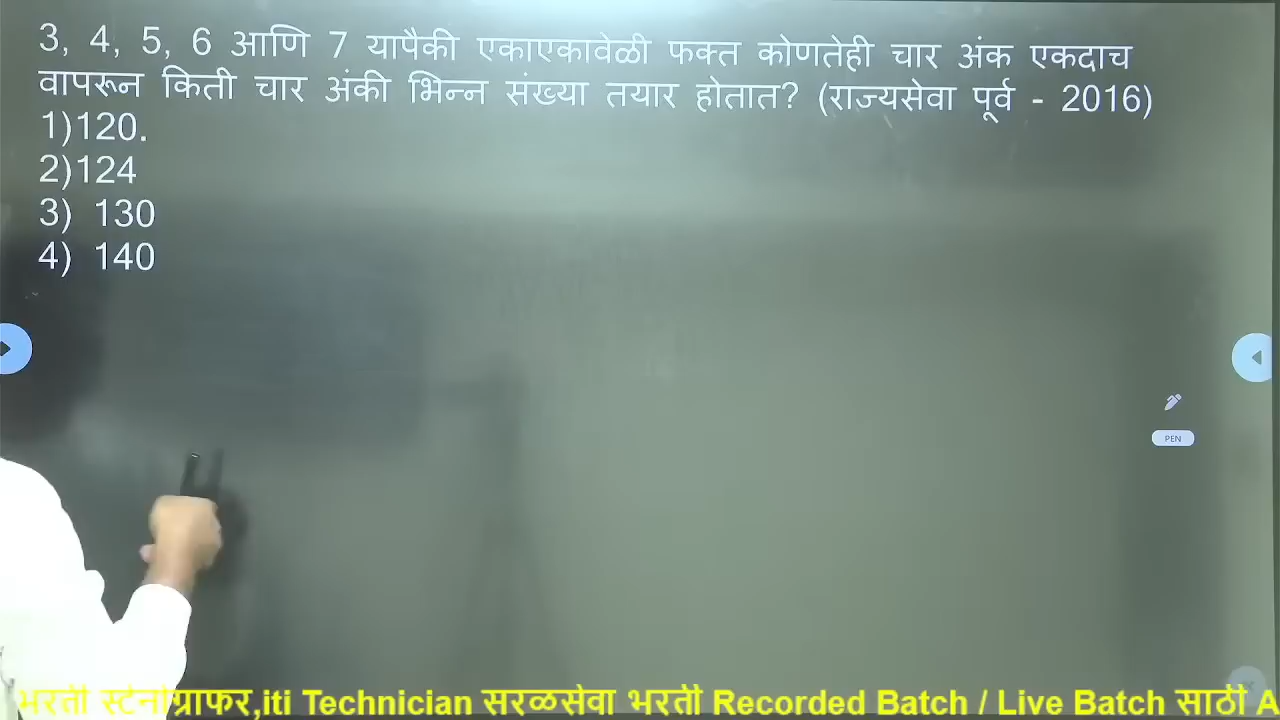 3, 4, 5, 6 आणि 7 यापैकी एकाएकावेळी फक्त कोणतेही चार अंक एकदाच
वापरून किती चार अंकी भिन्न संख्या तयार होतात? (राज्यसेवा पूर्व - 2016)
1)120.
2)124
3) 130
4) 140
PEN
भरती स्टेनोग्राफर,iti Technician सरळसेवा भरती Recorded Batch / Live Batch साठी A